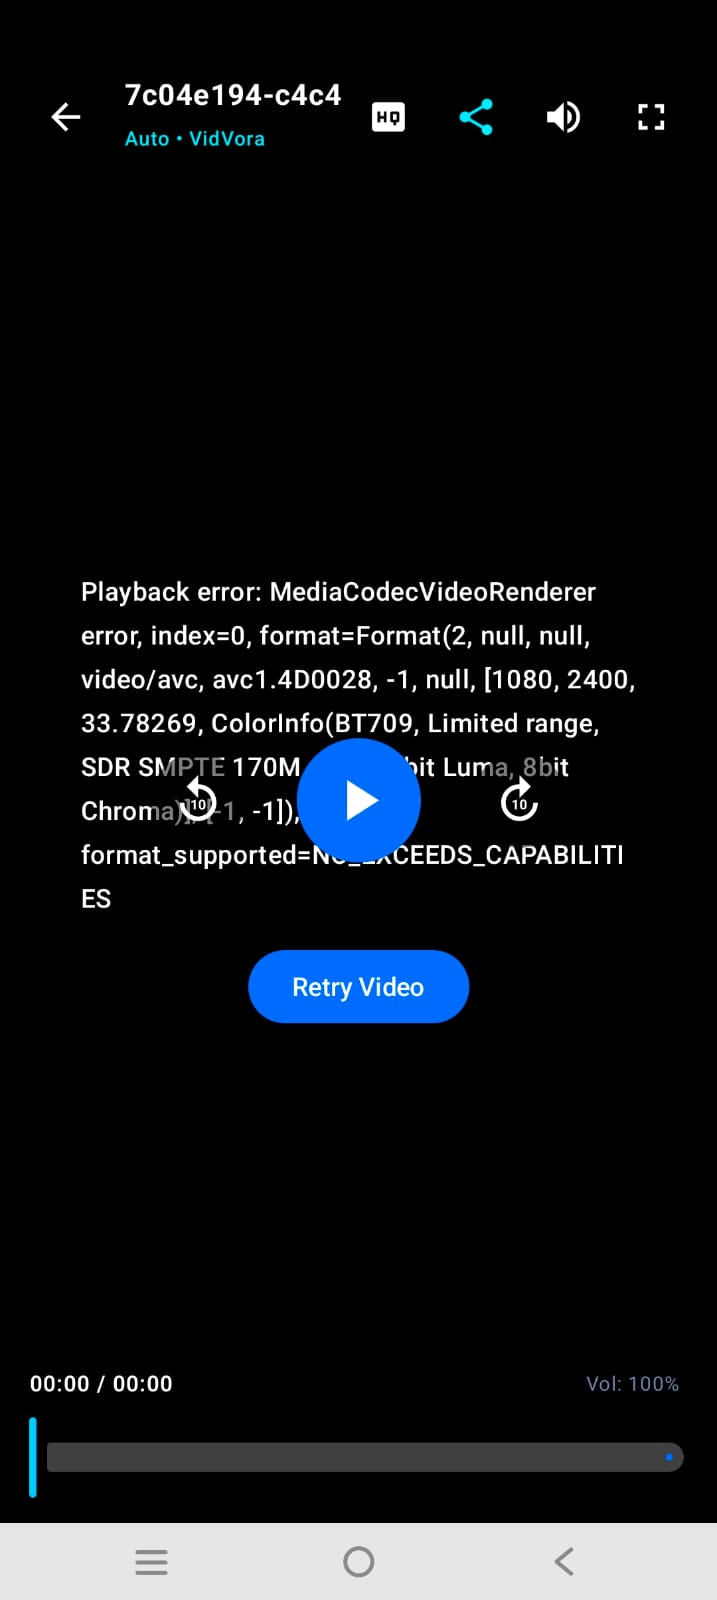 7c04e194-c4c4
HQ
Auto • VidVora
Playback error: MediaCodecVideoRenderer
error, index=0, format=Format(2, null, null,
video/avc, avc1.4D0028, -1, null, [1080, 2400,
33.78269, ColorInfo(BT709, Limited range,
SDR SMPTE 170M bit Luma, 8bit
Chroma)], [-1, -1]),
format_supported=NO_EXCEEDS_CAPABILITI
ES
10
10
Retry Video
00:00 / 00:00
Vol: 100%